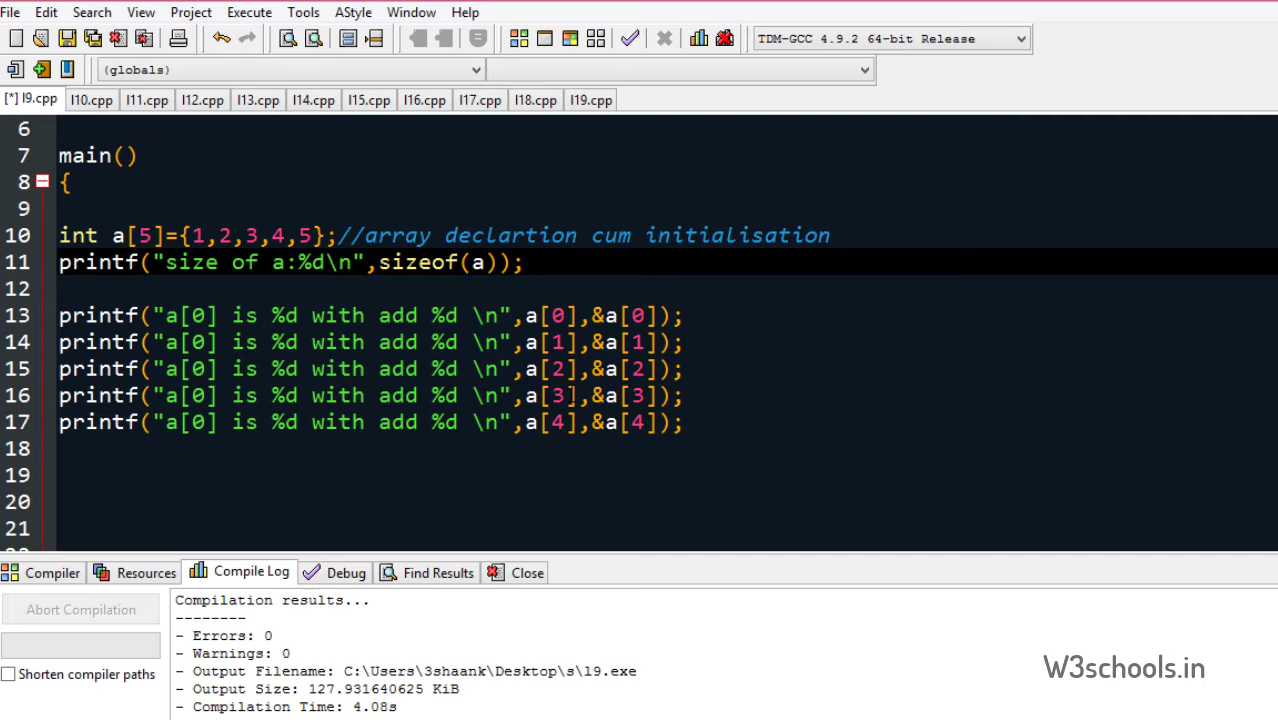 File Edit Search View Project Execute Tools AStyle Window Help
TDM-GCC 4.9.2 64-bit Release
(globals)
[*] l9.cpp l10.cpp l11.cpp l12.cpp l13.cpp l14.cpp l15.cpp l16.cpp l17.cpp l18.cpp l19.cpp
6
7 main()
8 {
9
10 int a[5]={1,2,3,4,5};//array declartion cum initialisation
11 printf("size of a:%d\n",sizeof(a));
12
13 printf("a[0] is %d with add %d \n",a[0],&a[0]);
14 printf("a[0] is %d with add %d \n",a[1],&a[1]);
15 printf("a[0] is %d with add %d \n",a[2],&a[2]);
16 printf("a[0] is %d with add %d \n",a[3],&a[3]);
17 printf("a[0] is %d with add %d \n",a[4],&a[4]);
18
19
20
21
Compiler Resources Compile Log Debug Find Results Close
Abort Compilation
Shorten compiler paths
Compilation results...
--------
- Errors: 0
- Warnings: 0
- Output Filename: C:\Users\3shaank\Desktop\s\l9.exe
- Output Size: 127.931640625 KiB
- Compilation Time: 4.08s
W3schools.in